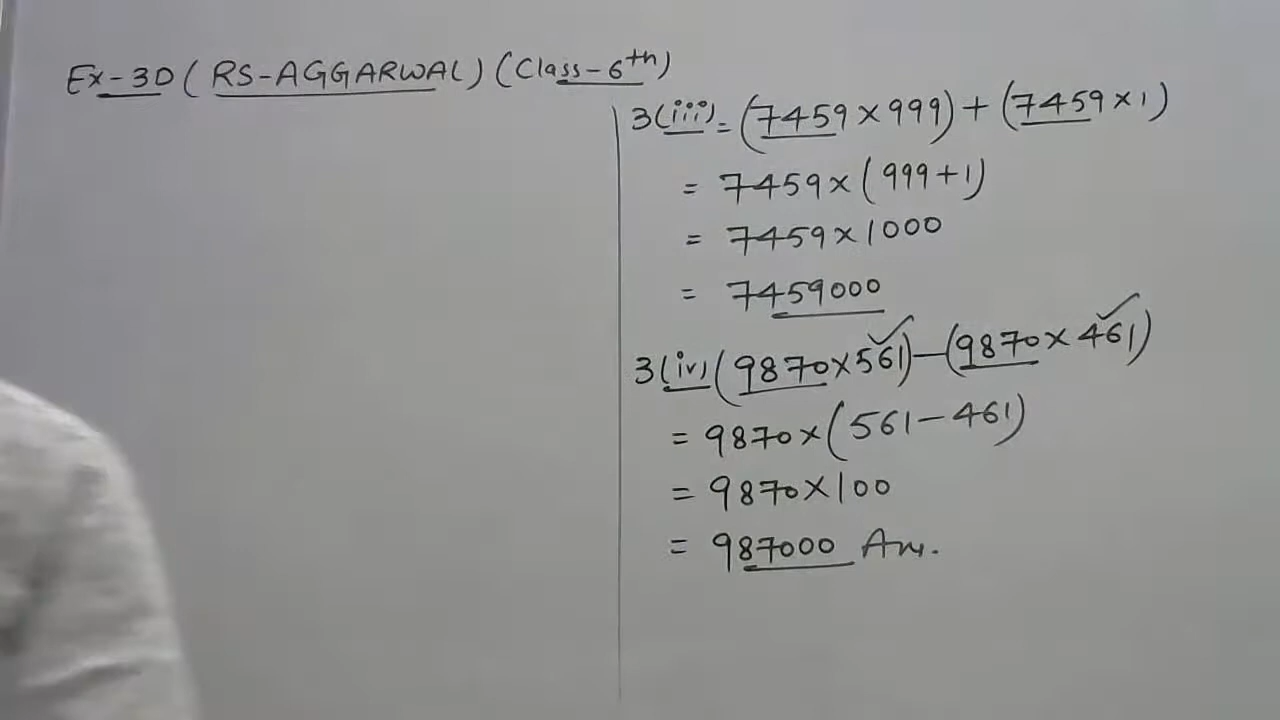 Ex-3D (RS-AGGARWAL) (Class-6th)
3(iii) = (7459×999)+(7459×1)
= 7459×(999+1)
= 7459×1000
= 7459000
3(iv) (9870×561)-(9870×461)
= 9870×(561-461)
= 9870×100
= 987000 Ans.